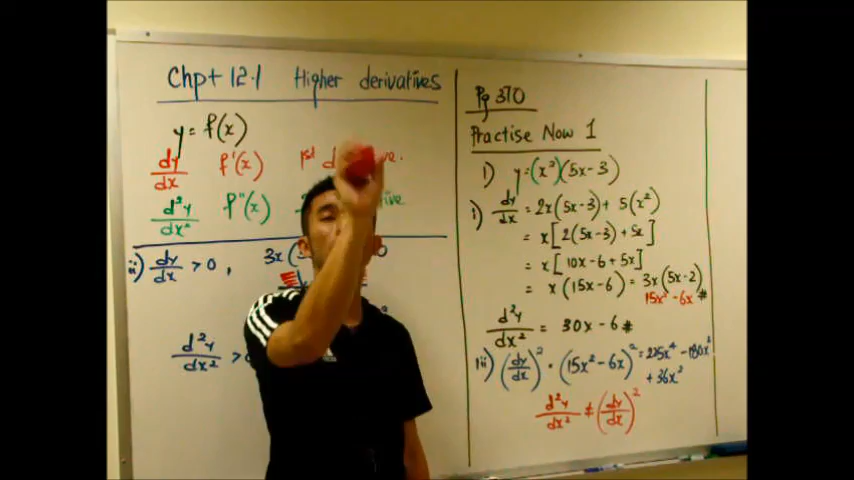 Chpt 12.1 Higher derivatives
y = f(x)
dy/dx f'(x) 1st
d²y/dx² f''(x)
iii) dy/dx > 0, 3x(
d²y/dx² > 0
Pg 370
Practise Now 1
1) y = (x²)(5x - 3)
i) dy/dx = 2x(5x-3) + 5(x²)
= x[2(5x-3) + 5x]
= x[10x - 6 + 5x]
= x(15x - 6) = 3x(5x-2)
15x² - 6x #
d²y/dx² = 30x - 6 #
ii) (dy/dx)² = (15x² - 6x)² = 225x⁴ - 180x³
+ 36x²
d²y/dx² ≠ (dy/dx)²